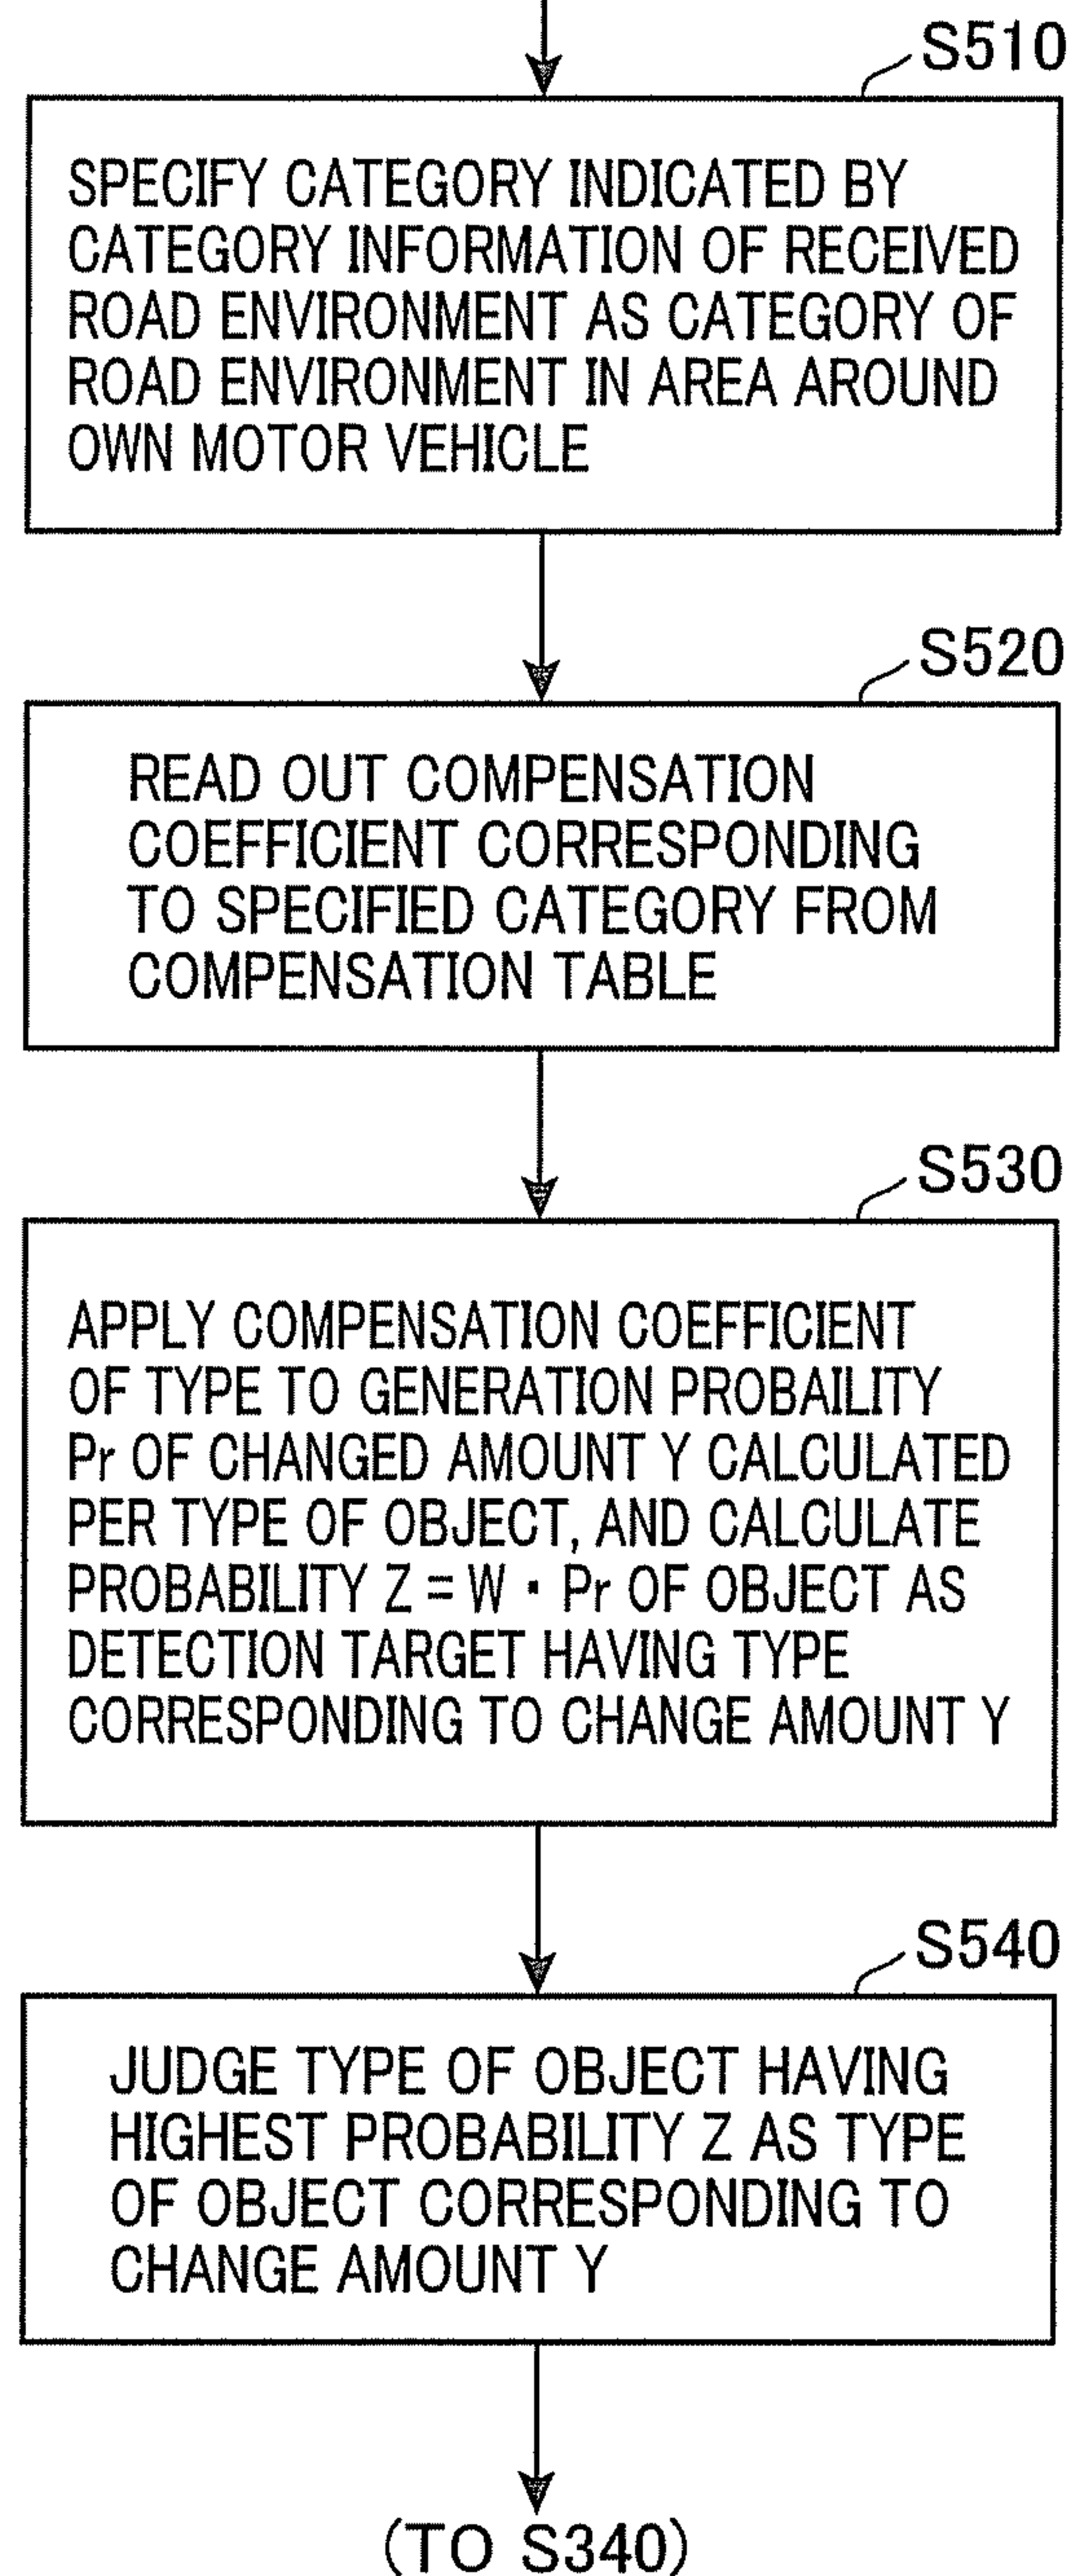 S510
SPECIFY CATEGORY INDICATED BY
CATEGORY INFORMATION OF RECEIVED
ROAD ENVIRONMENT AS CATEGORY OF
ROAD ENVIRONMENT IN AREA AROUND
OWN MOTOR VEHICLE
S520
READ OUT COMPENSATION
COEFFICIENT CORRESPONDING
TO SPECIFIED CATEGORY FROM
COMPENSATION TABLE
S530
APPLY COMPENSATION COEFFICIENT
OF TYPE TO GENERATION PROBAILITY
Pr OF CHANGED AMOUNT Y CALCULATED
PER TYPE OF OBJECT, AND CALCULATE
PROBABILITY Z = W · Pr OF OBJECT AS
DETECTION TARGET HAVING TYPE
CORRESPONDING TO CHANGE AMOUNT Y
S540
JUDGE TYPE OF OBJECT HAVING
HIGHEST PROBABILITY Z AS TYPE
OF OBJECT CORRESPONDING TO
CHANGE AMOUNT Y
(TO S340)